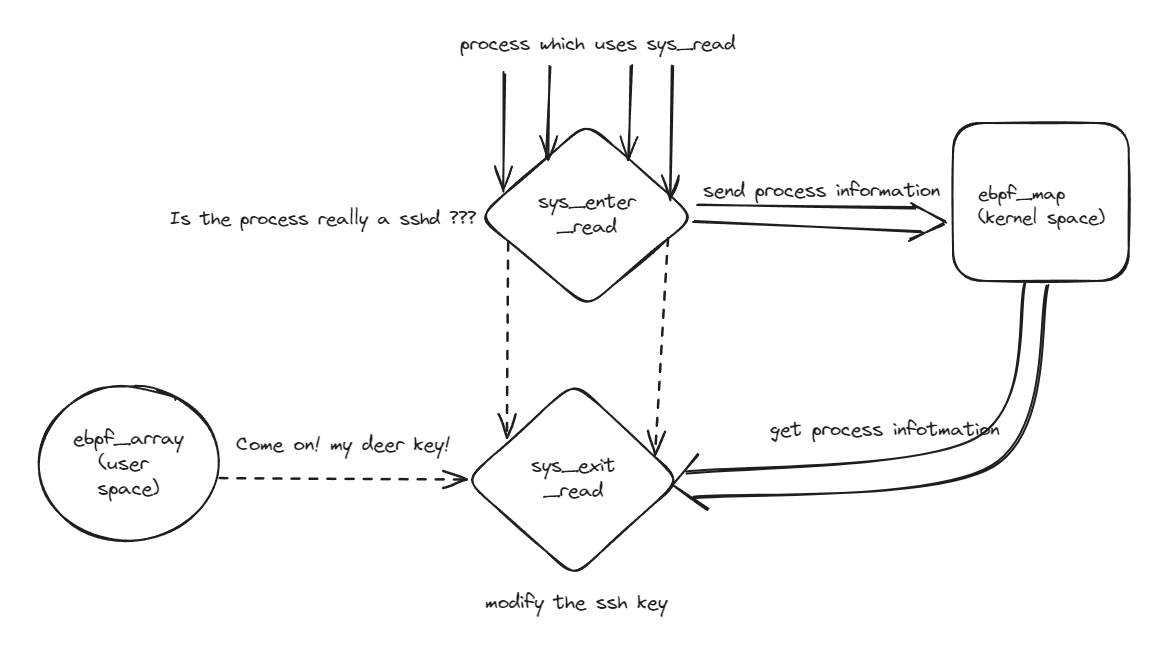 process which uses sys_read
Is the process really a sshd ???
sys_enter
_read
send process information
ebpf_map
(kernel space)
ebpf_array
(user
space)
Come on! my deer key!
sys_exit
_read
get process infotmation
modify the ssh key